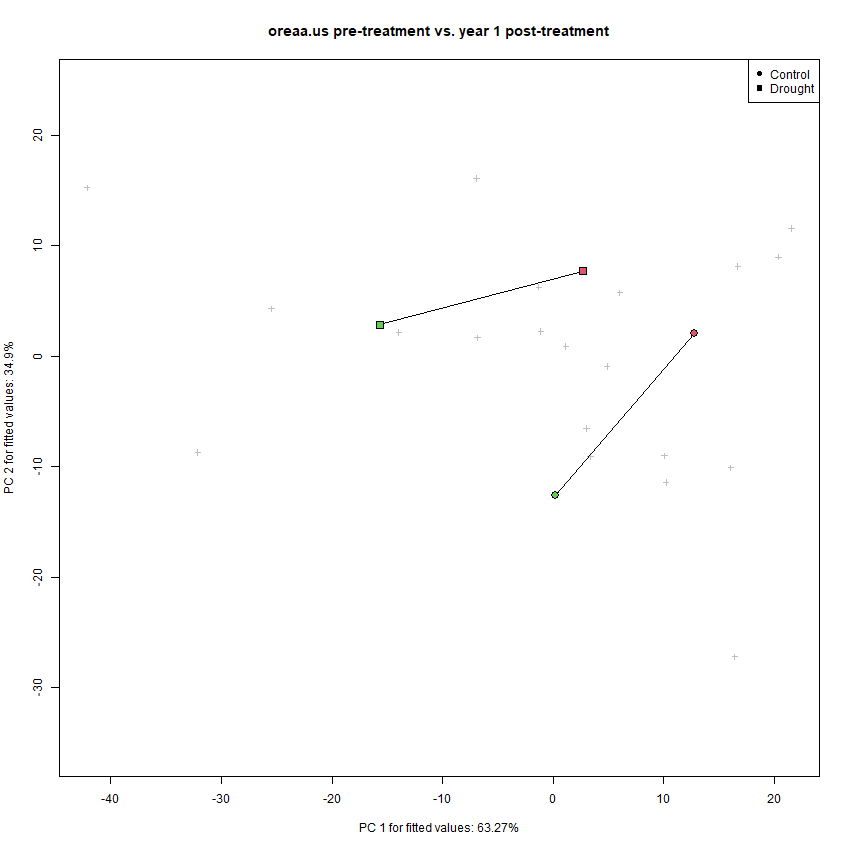 oreaa.us pre-treatment vs. year 1 post-treatment
Control
Drought
20
10
0
-10
-20
-30
PC 2 for fitted values: 34.9%
-40
-30
-20
-10
0
10
20
PC 1 for fitted values: 63.27%